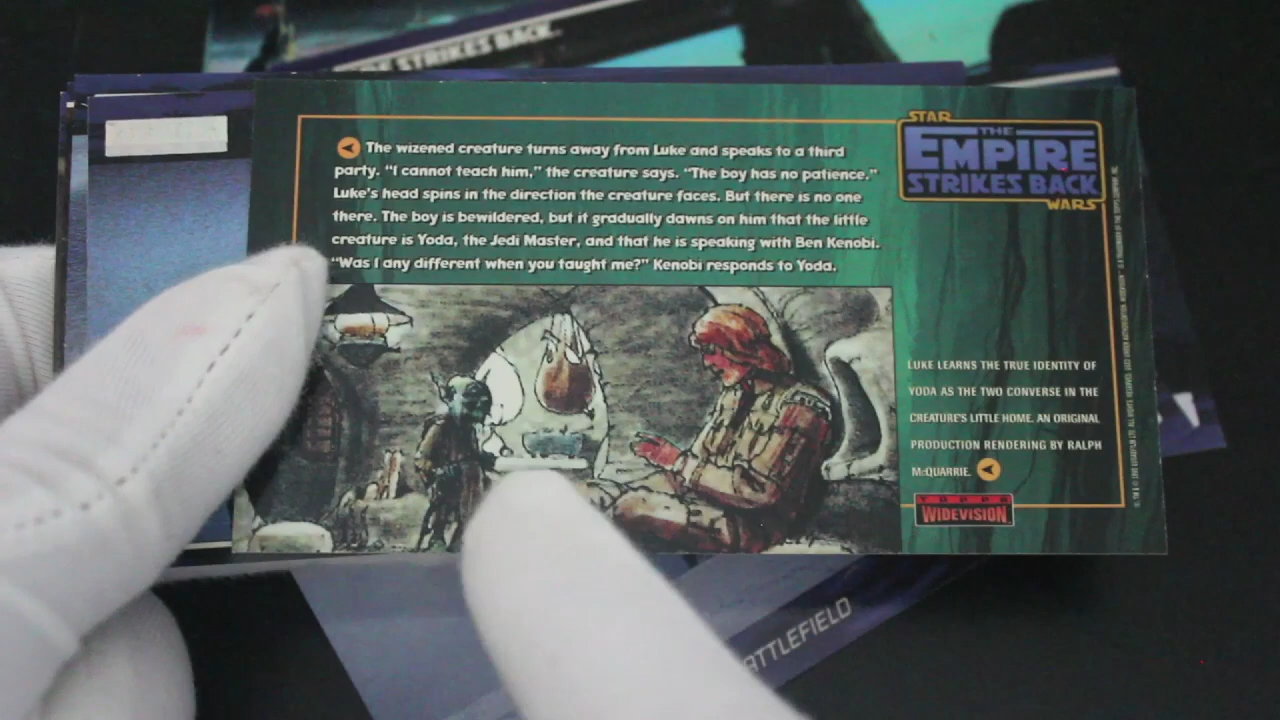 STRIKES BACK
The wizened creature turns away from Luke and speaks to a third
party. "I cannot teach him," the creature says. "The boy has no patience."
Luke's head spins in the direction the creature faces. But there is no one
there. The boy is bewildered, but it gradually dawns on him that the little
creature is Yoda, the Jedi Master, and that he is speaking with Ben Kenobi.
"Was I any different when you taught me?" Kenobi responds to Yoda.
STAR
THE
EMPIRE
STRIKES BACK
WARS
LUKE LEARNS THE TRUE IDENTITY OF
YODA AS THE TWO CONVERSE IN THE
CREATURE'S LITTLE HOME. AN ORIGINAL
PRODUCTION RENDERING BY RALPH
McQUARRIE.
TOPPS
WIDEVISION
ATTLEFIELD